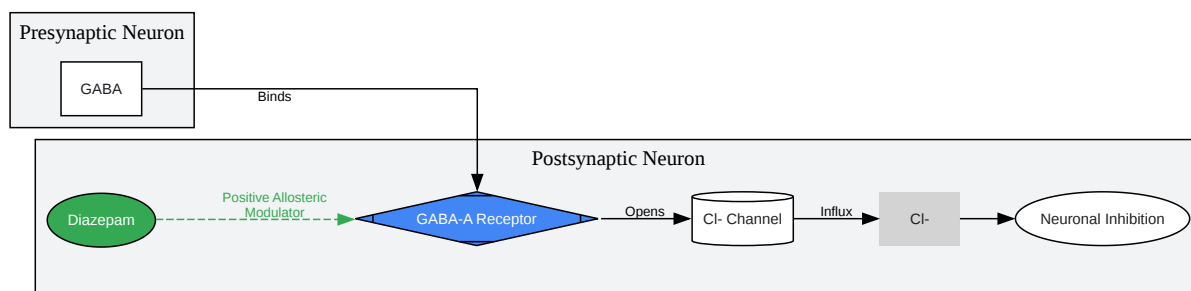 Presynaptic Neuron
GABA
Binds
Postsynaptic Neuron
Diazepam
Positive Allosteric
Modulator
GABA-A Receptor
Opens
Cl- Channel
Influx
Cl-
Neuronal Inhibition